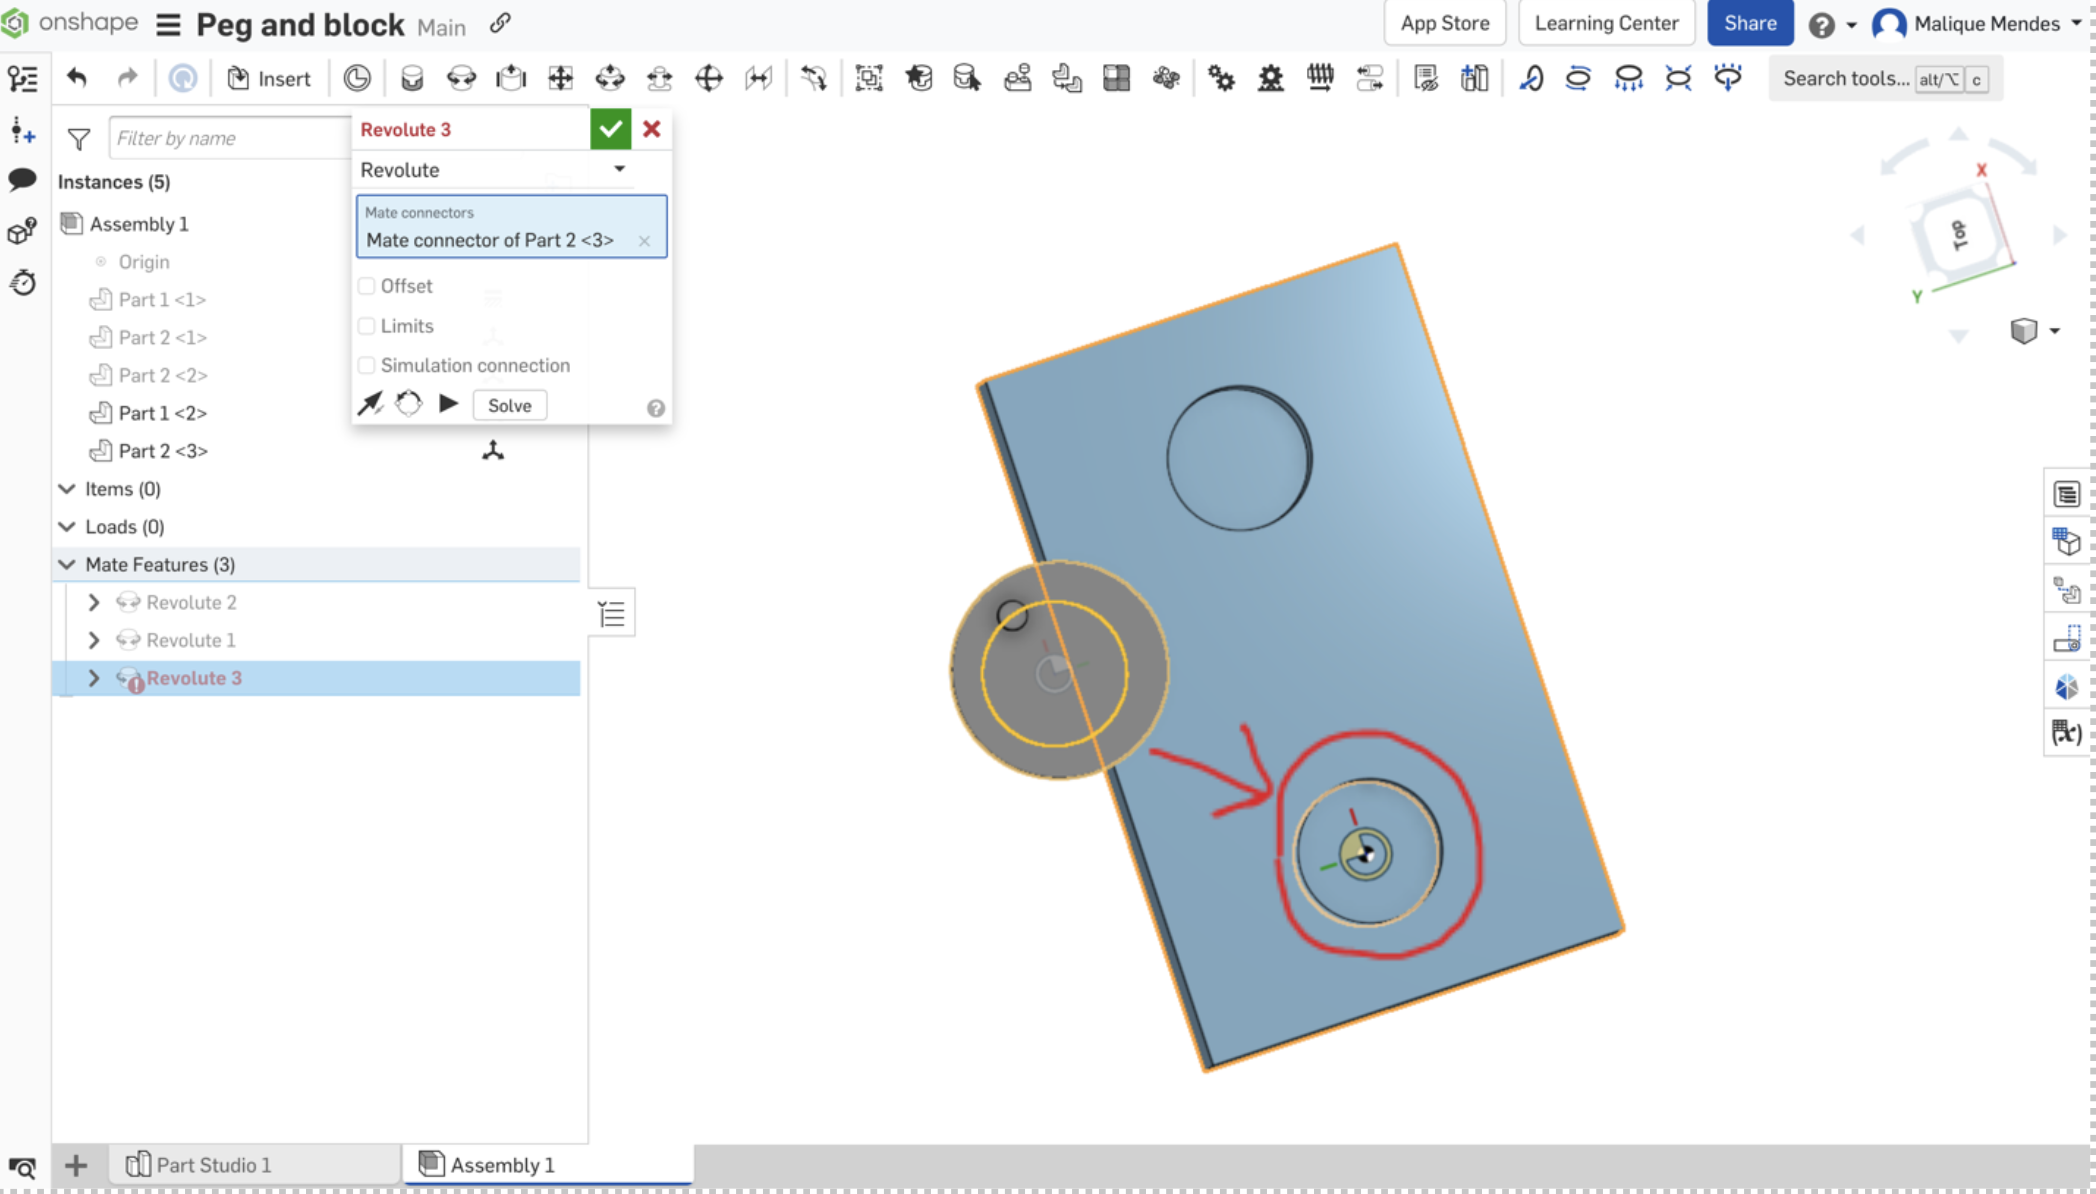 onshape Peg and block Main App Store Learning Center Share Malique Mendes
Insert Search tools... alt/⌥ c
Filter by name
Instances (5)
Assembly 1
Origin
Part 1 <1>
Part 2 <1>
Part 2 <2>
Part 1 <2>
Part 2 <3>
Items (0)
Loads (0)
Mate Features (3)
Revolute 2
Revolute 1
Revolute 3
Revolute 3
Revolute
Mate connectors
Mate connector of Part 2 <3>
Offset
Limits
Simulation connection
Solve
X
Top
Y
(x)
Part Studio 1 Assembly 1